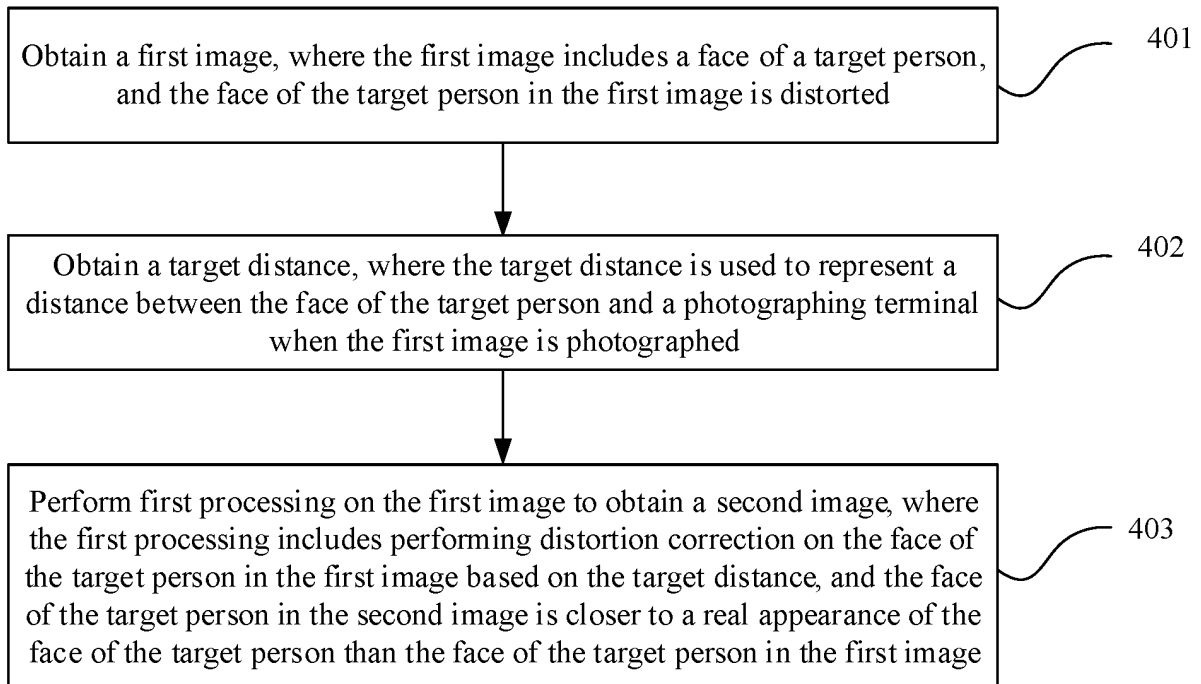 Obtain a first image, where the first image includes a face of a target person,
and the face of the target person in the first image is distorted
401
Obtain a target distance, where the target distance is used to represent a
distance between the face of the target person and a photographing terminal
when the first image is photographed
402
Perform first processing on the first image to obtain a second image, where
the first processing includes performing distortion correction on the face of
the target person in the first image based on the target distance, and the face
of the target person in the second image is closer to a real appearance of the
face of the target person than the face of the target person in the first image
403